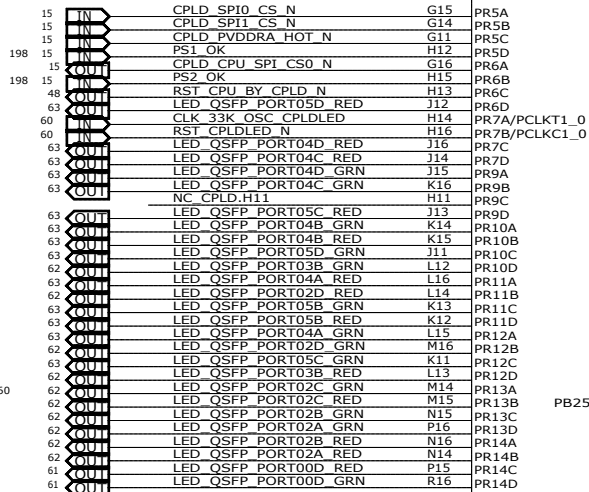 15 IN CPLD_SPI0_CS_N G15 PR5A
15 IN CPLD_SPI1_CS_N G14 PR5B
15 IN CPLD_PVDDRA_HOT_N G11 PR5C
198 15 IN PS1_OK H12 PR5D
15 OUT CPLD_CPU_SPI_CS0_N G16 PR6A
198 15 IN PS2_OK H15 PR6B
48 OUT RST_CPU_BY_CPLD_N H13 PR6C
63 OUT LED_QSFP_PORT05D_RED J12 PR6D
60 IN CLK_33K_OSC_CPLDLED H14 PR7A/PCLKT1_0
60 IN RST_CPLDLED_N H16 PR7B/PCLKC1_0
63 OUT LED_QSFP_PORT04D_RED J16 PR7C
63 OUT LED_QSFP_PORT04C_RED J14 PR7D
63 OUT LED_QSFP_PORT04D_GRN J15 PR9A
63 OUT LED_QSFP_PORT04C_GRN K16 PR9B
NC_CPLD.H11 H11 PR9C
63 OUT LED_QSFP_PORT05C_RED J13 PR9D
63 OUT LED_QSFP_PORT04B_GRN K14 PR10A
63 OUT LED_QSFP_PORT04B_RED K15 PR10B
63 OUT LED_QSFP_PORT05D_GRN J11 PR10C
62 OUT LED_QSFP_PORT03B_GRN L12 PR10D
63 OUT LED_QSFP_PORT04A_RED L16 PR11A
62 OUT LED_QSFP_PORT02D_RED L14 PR11B
63 OUT LED_QSFP_PORT05B_GRN K13 PR11C
63 OUT LED_QSFP_PORT05B_RED K12 PR11D
63 OUT LED_QSFP_PORT04A_GRN L15 PR12A
62 OUT LED_QSFP_PORT02D_GRN M16 PR12B
63 OUT LED_QSFP_PORT05C_GRN K11 PR12C
62 OUT LED_QSFP_PORT03B_RED L13 PR12D
62 OUT LED_QSFP_PORT02C_GRN M14 PR13A
62 OUT LED_QSFP_PORT02C_RED M15 PR13B PB25
62 OUT LED_QSFP_PORT02B_GRN N15 PR13C
62 OUT LED_QSFP_PORT02A_GRN P16 PR13D
62 OUT LED_QSFP_PORT02B_RED N16 PR14A
62 OUT LED_QSFP_PORT02A_RED N14 PR14B
61 OUT LED_QSFP_PORT00D_RED P15 PR14C
61 OUT LED_QSFP_PORT00D_GRN R16 PR14D